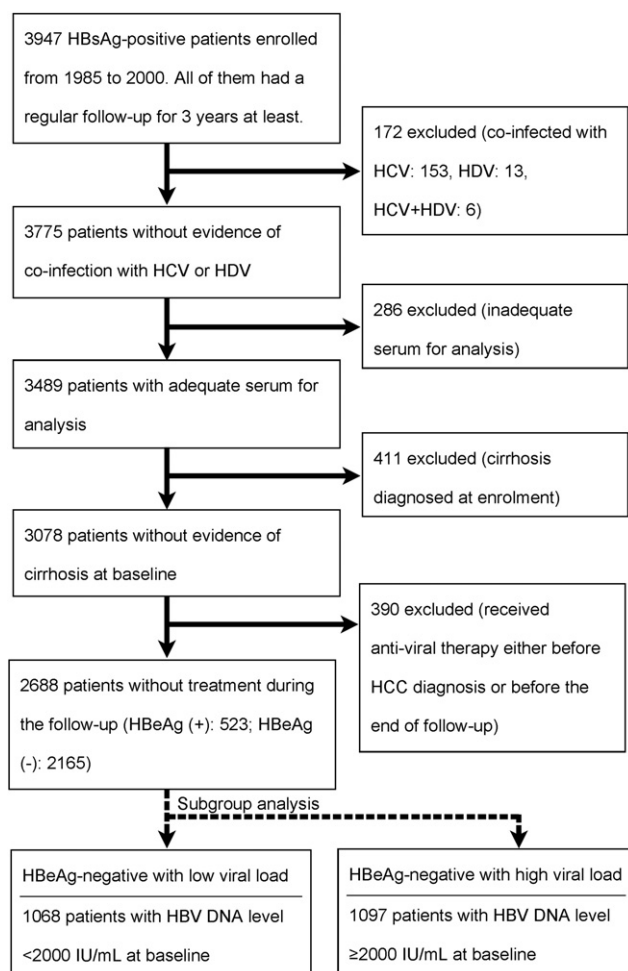 3947 HBsAg-positive patients enrolled
from 1985 to 2000. All of them had a
regular follow-up for 3 years at least.
172 excluded (co-infected with
HCV: 153, HDV: 13,
HCV+HDV: 6)
3775 patients without evidence of
co-infection with HCV or HDV
286 excluded (inadequate
serum for analysis)
3489 patients with adequate serum for
analysis
411 excluded (cirrhosis
diagnosed at enrolment)
3078 patients without evidence of
cirrhosis at baseline
390 excluded (received
anti-viral therapy either before
HCC diagnosis or before the
end of follow-up)
2688 patients without treatment during
the follow-up (HBeAg (+): 523; HBeAg
(-): 2165)
Subgroup analysis
HBeAg-negative with low viral load
1068 patients with HBV DNA level
<2000 IU/mL at baseline
HBeAg-negative with high viral load
1097 patients with HBV DNA level
≥2000 IU/mL at baseline